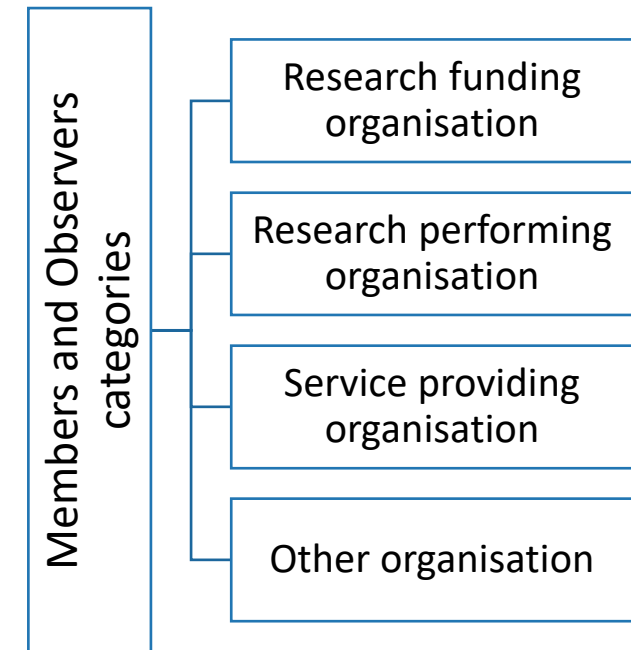 Members and Observers
categories
Research funding
organisation
Research performing
organisation
Service providing
organisation
Other organisation